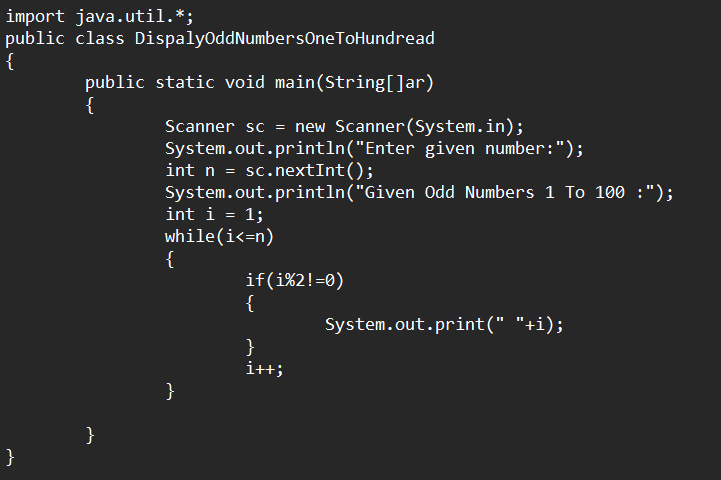 import java.util.*;
public class DispalyOddNumbersOneToHundread
{
        public static void main(String[]ar)
        {
                Scanner sc = new Scanner(System.in);
                System.out.println("Enter given number:");
                int n = sc.nextInt();
                System.out.println("Given Odd Numbers 1 To 100 :");
                int i = 1;
                while(i<=n)
                {
                        if(i%2!=0)
                        {
                                System.out.print(" "+i);
                        }
                        i++;
                }

        }
}